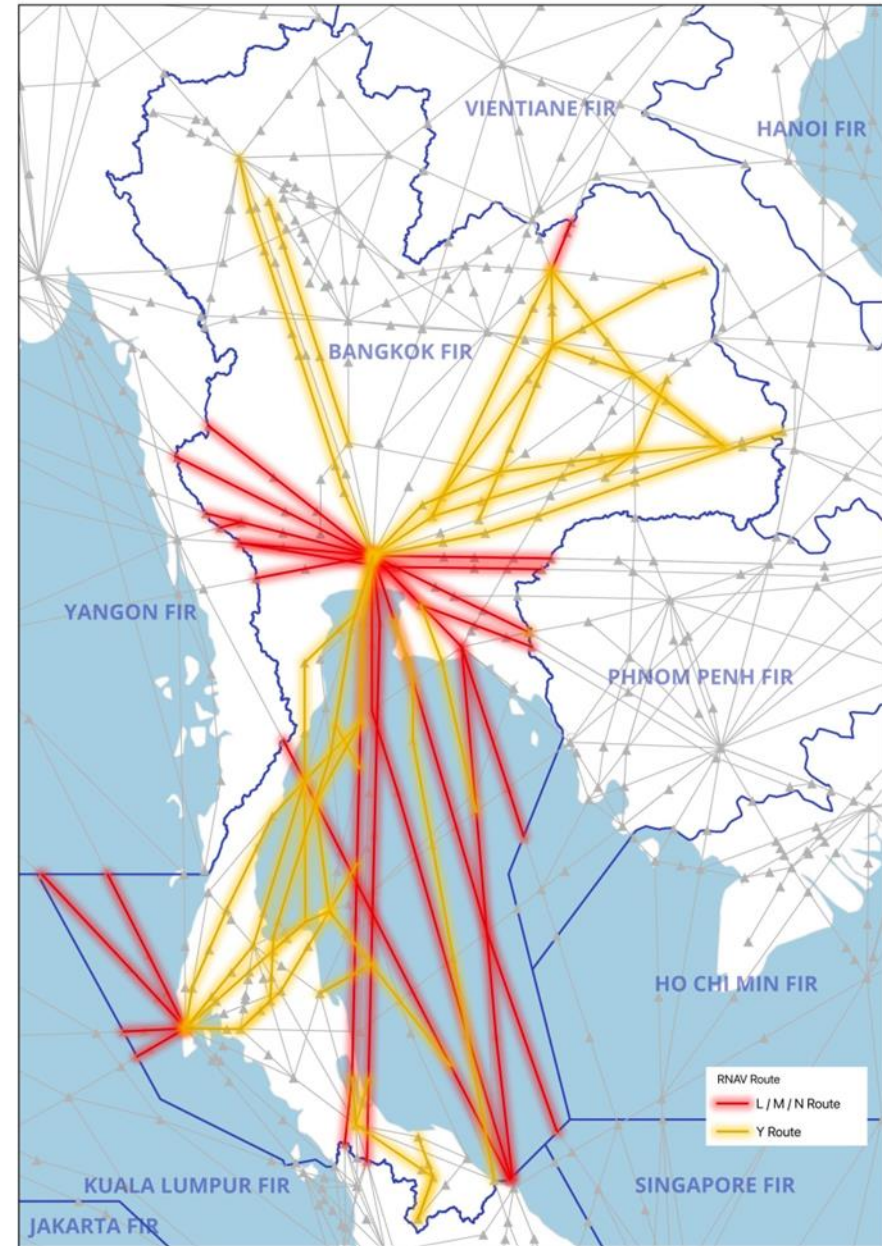 VIENTIANE FIR
HANOI FIR
BANGKOK FIR
YANGON FIR
PHNOM PENH FIR
HO CHI MIN FIR
RNAV Route
L / M / N Route
Y Route
KUALA LUMPUR FIR
SINGAPORE FIR
JAKARTA FIR